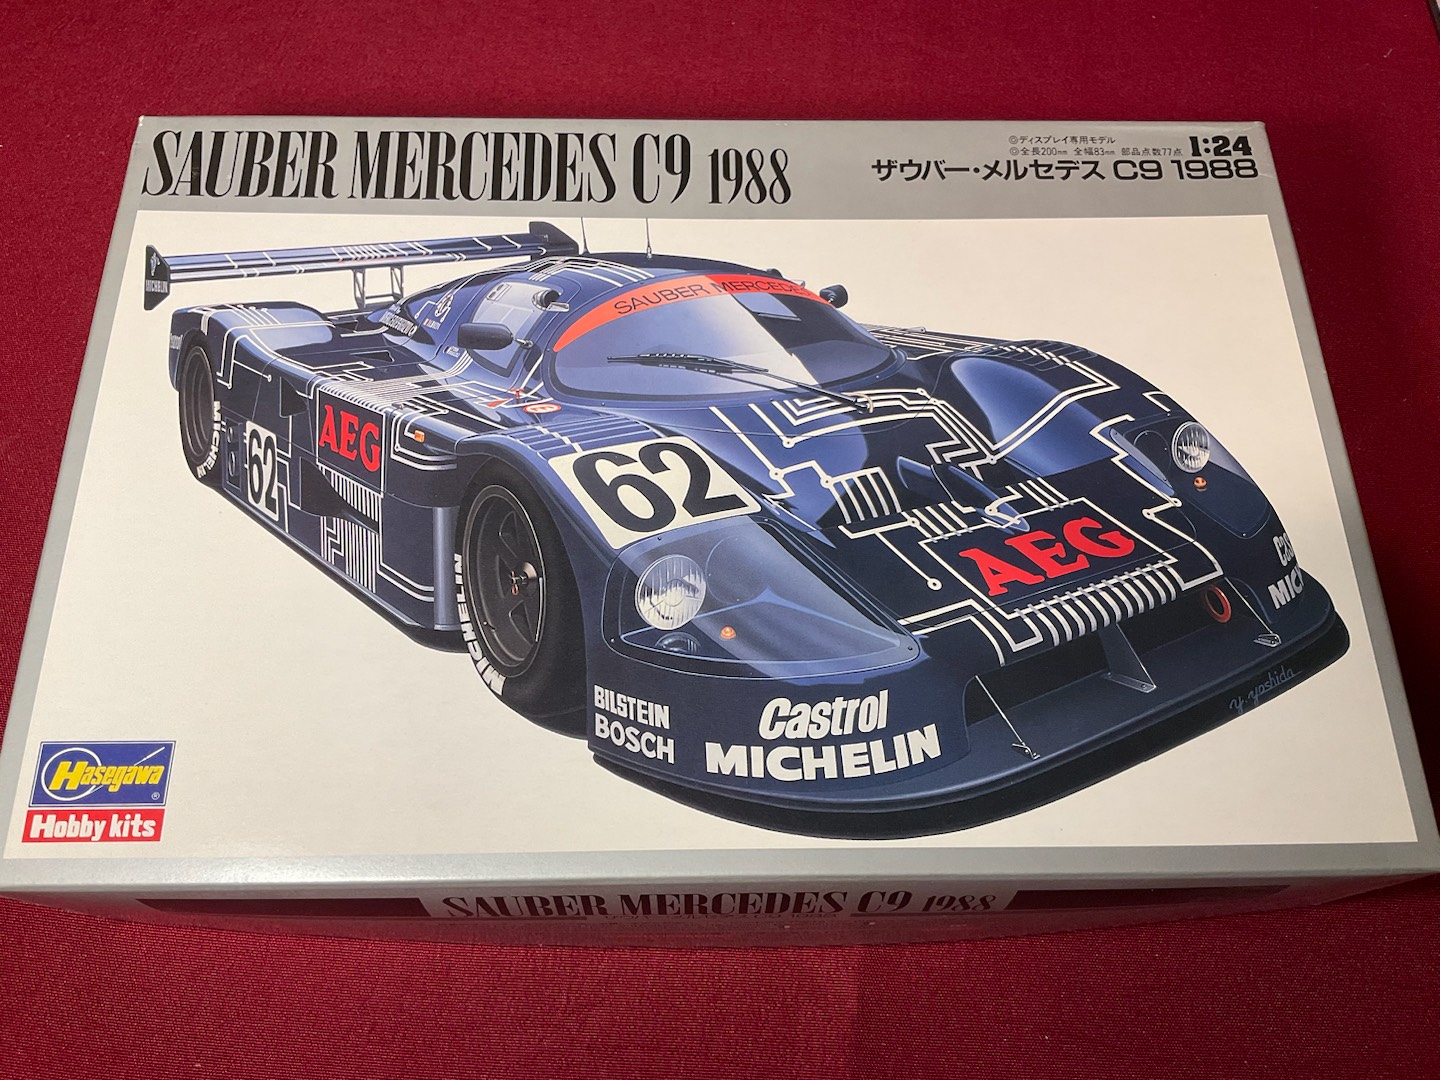 SAUBER MERCEDES C9 1988
◎ディスプレイ専用モデル
◎全長200mm 全幅83mm 部品点数77点
1:24
ザウバー・メルセデス C9 1988
SAUBER MERCEDES
MICHELIN
AEG
62
62
MICHELIN
MICHELIN
AEG
BILSTEIN
BOSCH
Castrol
MICHELIN
y.yoshida
Hasegawa
Hobby kits
SAUBER MERCEDES C9 1988